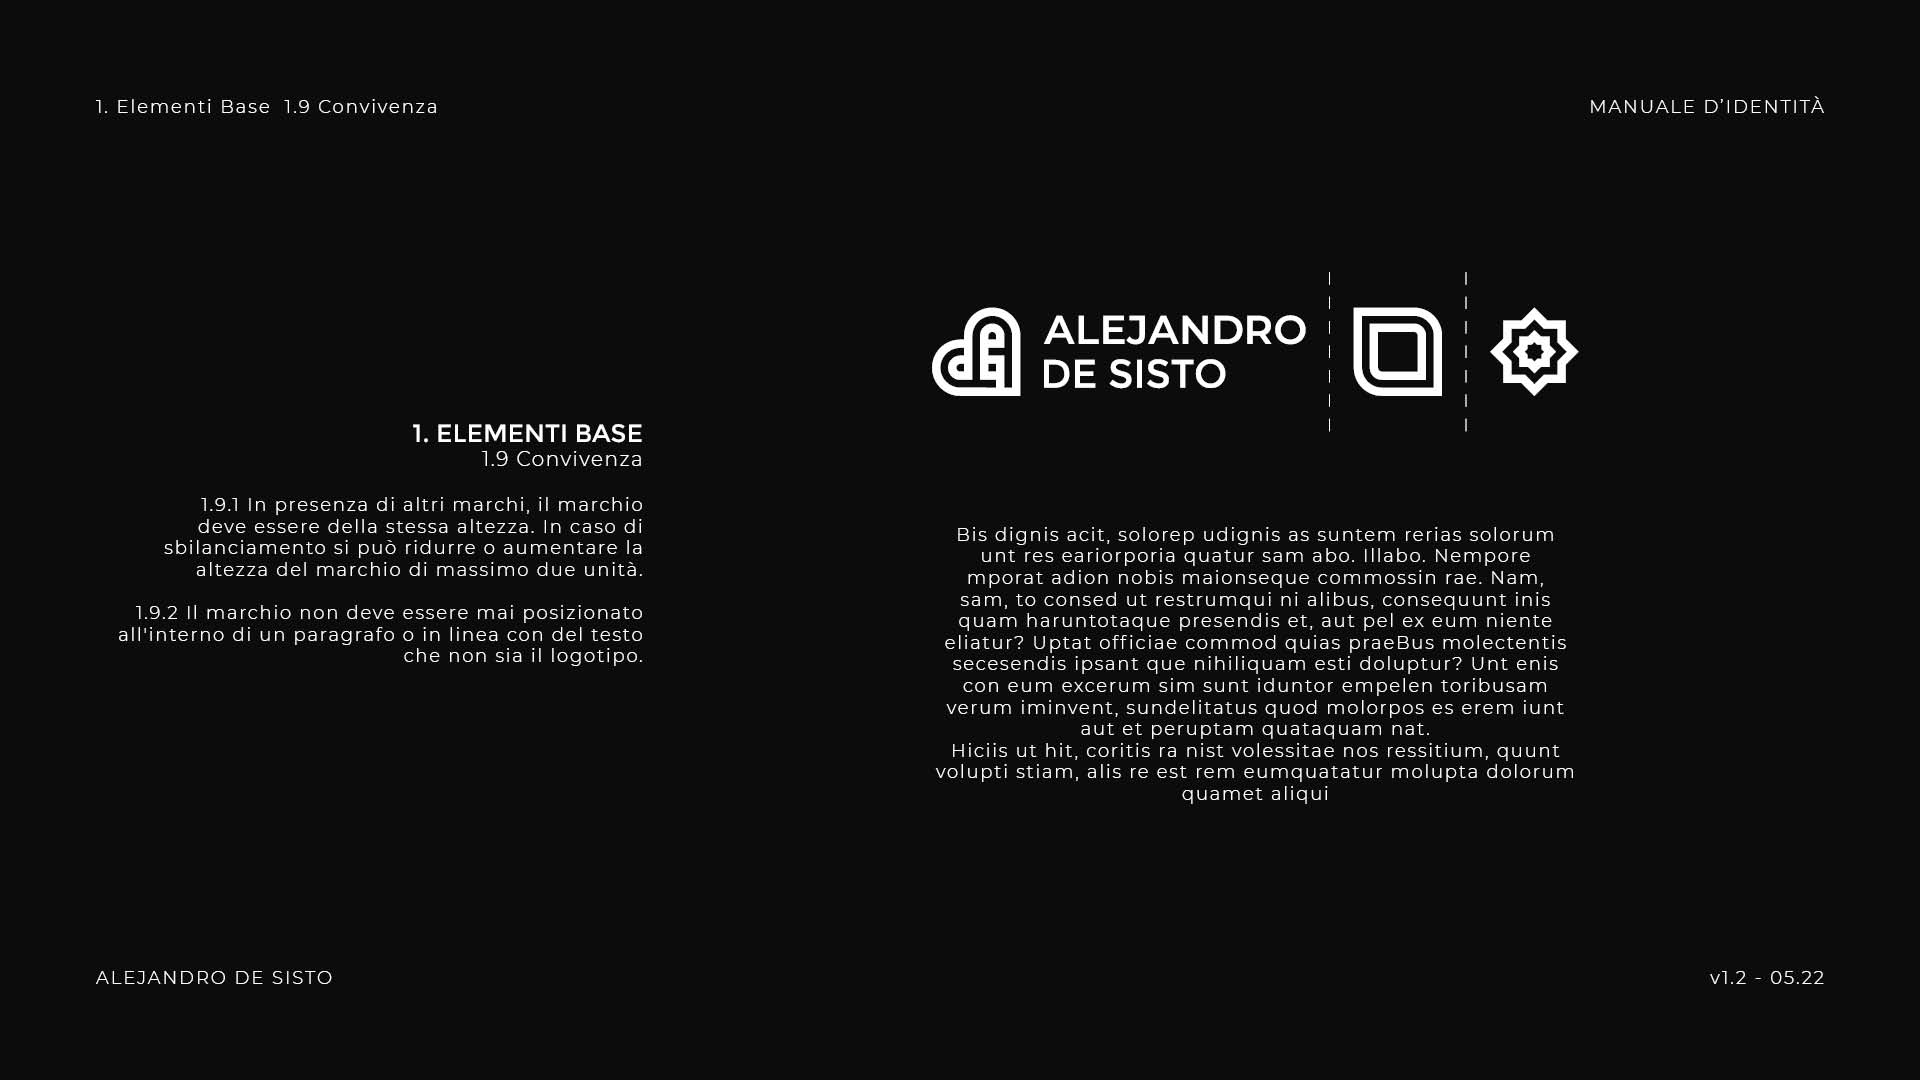 1. Elementi Base  1.9 Convivenza
MANUALE D’IDENTITÀ
ALEJANDRO
DE SISTO
1. ELEMENTI BASE
1.9 Convivenza
1.9.1 In presenza di altri marchi, il marchio
deve essere della stessa altezza. In caso di
sbilanciamento si può ridurre o aumentare la
altezza del marchio di massimo due unità.
1.9.2 Il marchio non deve essere mai posizionato
all'interno di un paragrafo o in linea con del testo
che non sia il logotipo.
Bis dignis acit, solorep udignis as suntem rerias solorum
unt res eariorporia quatur sam abo. Illabo. Nempore
mporat adion nobis maionseque commossin rae. Nam,
sam, to consed ut restrumqui ni alibus, consequunt inis
quam haruntotaque presendis et, aut pel ex eum niente
eliatur? Uptat officiae commod quias praeBus molectentis
secesendis ipsant que nihiliquam esti doluptur? Unt enis
con eum excerum sim sunt iduntor empelen toribusam
verum iminvent, sundelitatus quod molorpos es erem iunt
aut et peruptam quataquam nat.
Hiciis ut hit, coritis ra nist volessitae nos ressitium, quunt
volupti stiam, alis re est rem eumquatatur molupta dolorum
quamet aliqui
ALEJANDRO DE SISTO
v1.2 - 05.22